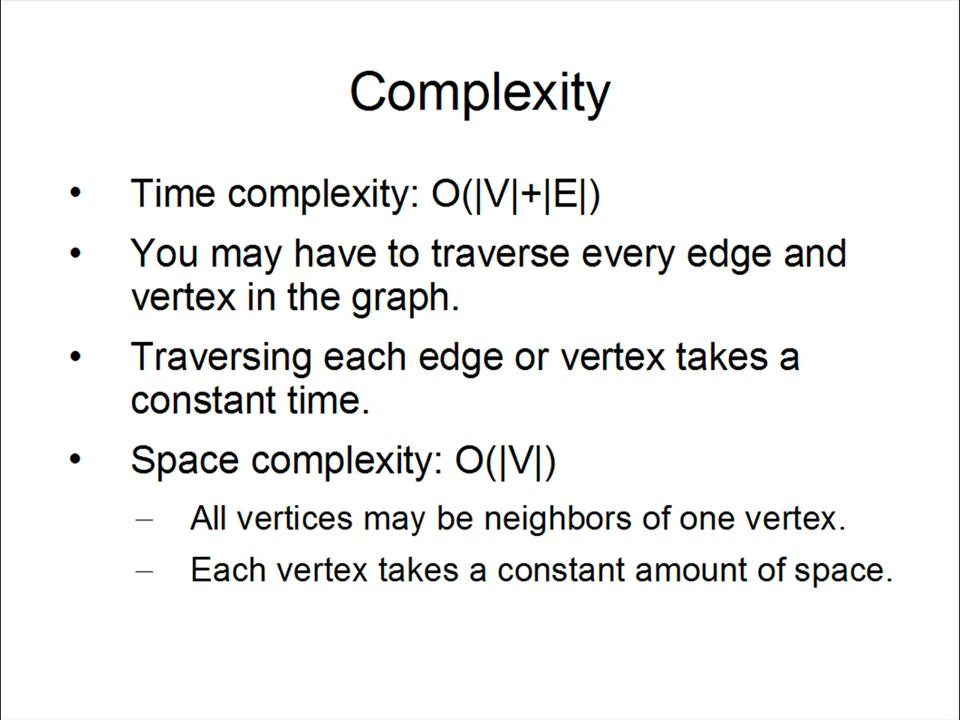 Complexity
• Time complexity: O(|V|+|E|)
• You may have to traverse every edge and
vertex in the graph.
• Traversing each edge or vertex takes a
constant time.
• Space complexity: O(|V|)
– All vertices may be neighbors of one vertex.
– Each vertex takes a constant amount of space.